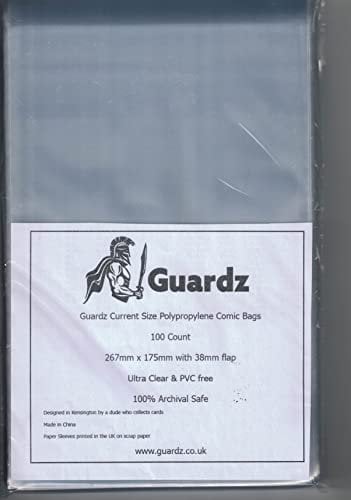 Guardz
Guardz Current Size Polypropylene Comic Bags
100 Count
267mm x 175mm with 38mm flap
Ultra Clear & PVC free
100% Archival Safe
Designed in Kensington by a dude who collects cards
Made in China
Paper Sleeves printed in the UK on scrap paper
www.guardz.co.uk